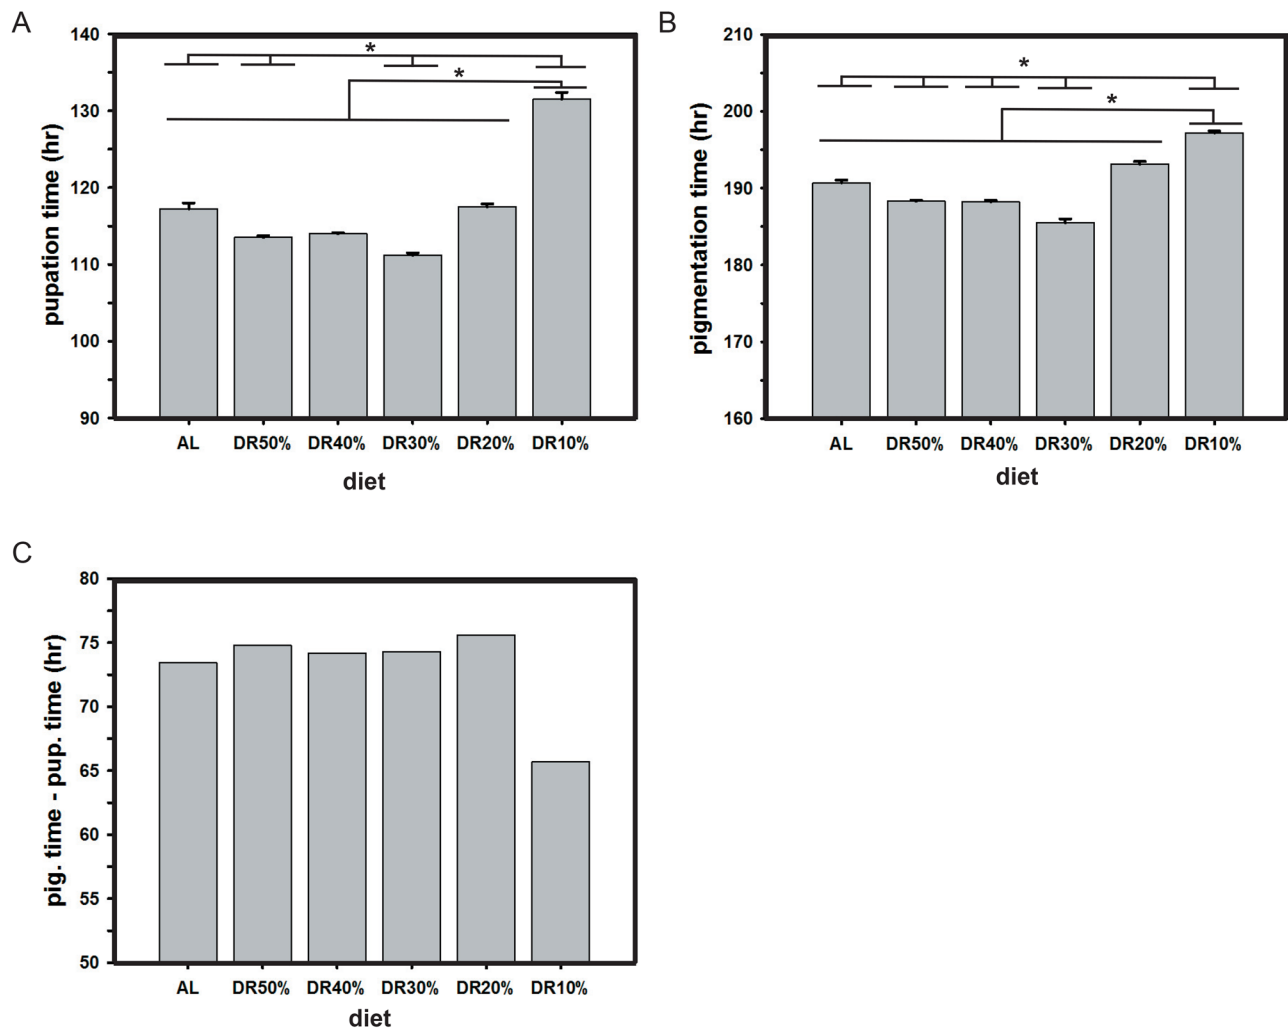 A
pupation time (hr)
140
130
120
110
100
90
*
*
AL DR50% DR40% DR30% DR20% DR10%
diet
B
pigmentation time (hr)
210
200
190
180
170
160
*
*
AL DR50% DR40% DR30% DR20% DR10%
diet
C
pig. time - pup. time (hr)
80
75
70
65
60
55
50
AL DR50% DR40% DR30% DR20% DR10%
diet